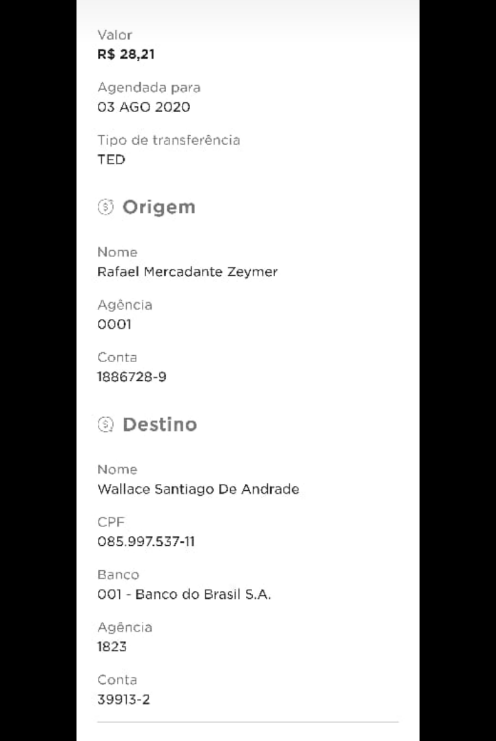 Valor
R$ 28,21
Agendada para
03 AGO 2020
Tipo de transferência
TED
Origem
Nome
Rafael Mercadante Zeymer
Agência
0001
Conta
1886728-9
Destino
Nome
Wallace Santiago De Andrade
CPF
085.997.537-11
Banco
001 - Banco do Brasil S.A.
Agência
1823
Conta
39913-2